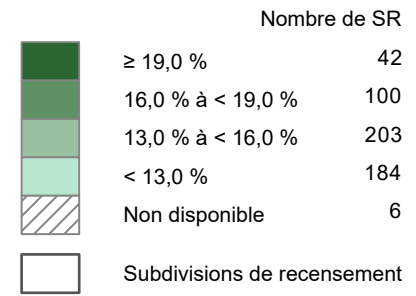 Nombre de SR
≥ 19,0 % 42
16,0 % à < 19,0 % 100
13,0 % à < 16,0 % 203
< 13,0 % 184
Non disponible 6
Subdivisions de recensement